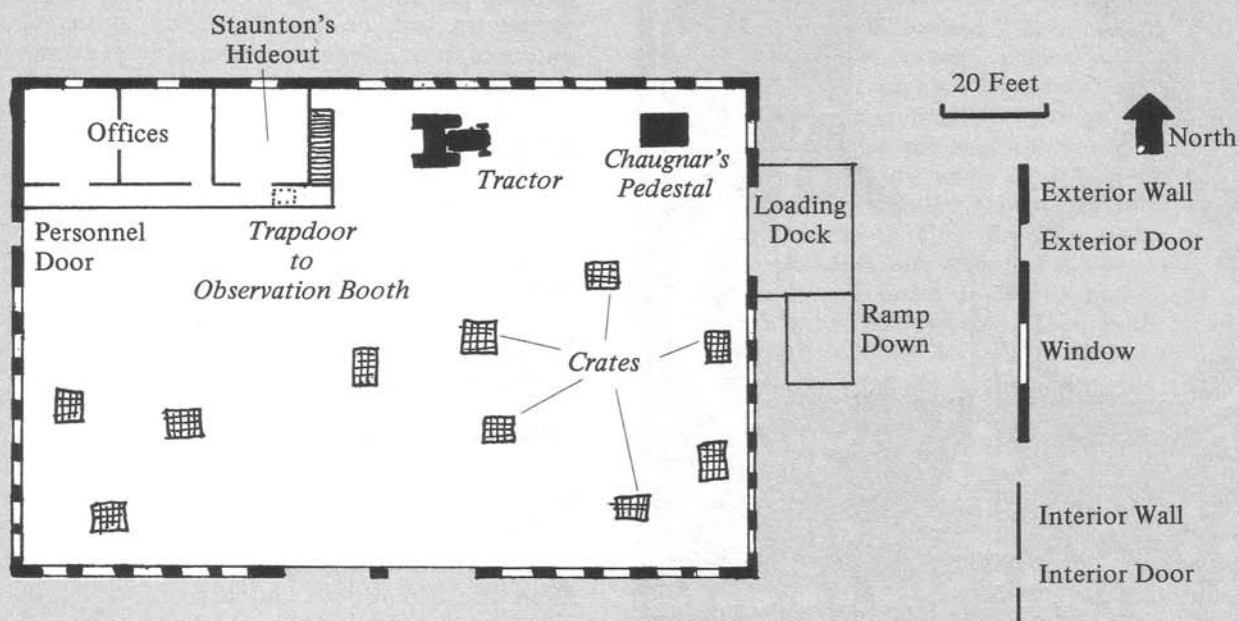 Staunton's
Hideout
Offices
Tractor
Chaugnar's
Pedestal
Loading
Dock
Personnel
Door
Trapdoor
to
Observation Booth
Crates
Ramp
Down
20 Feet
North
Exterior Wall
Exterior Door
Window
Interior Wall
Interior Door